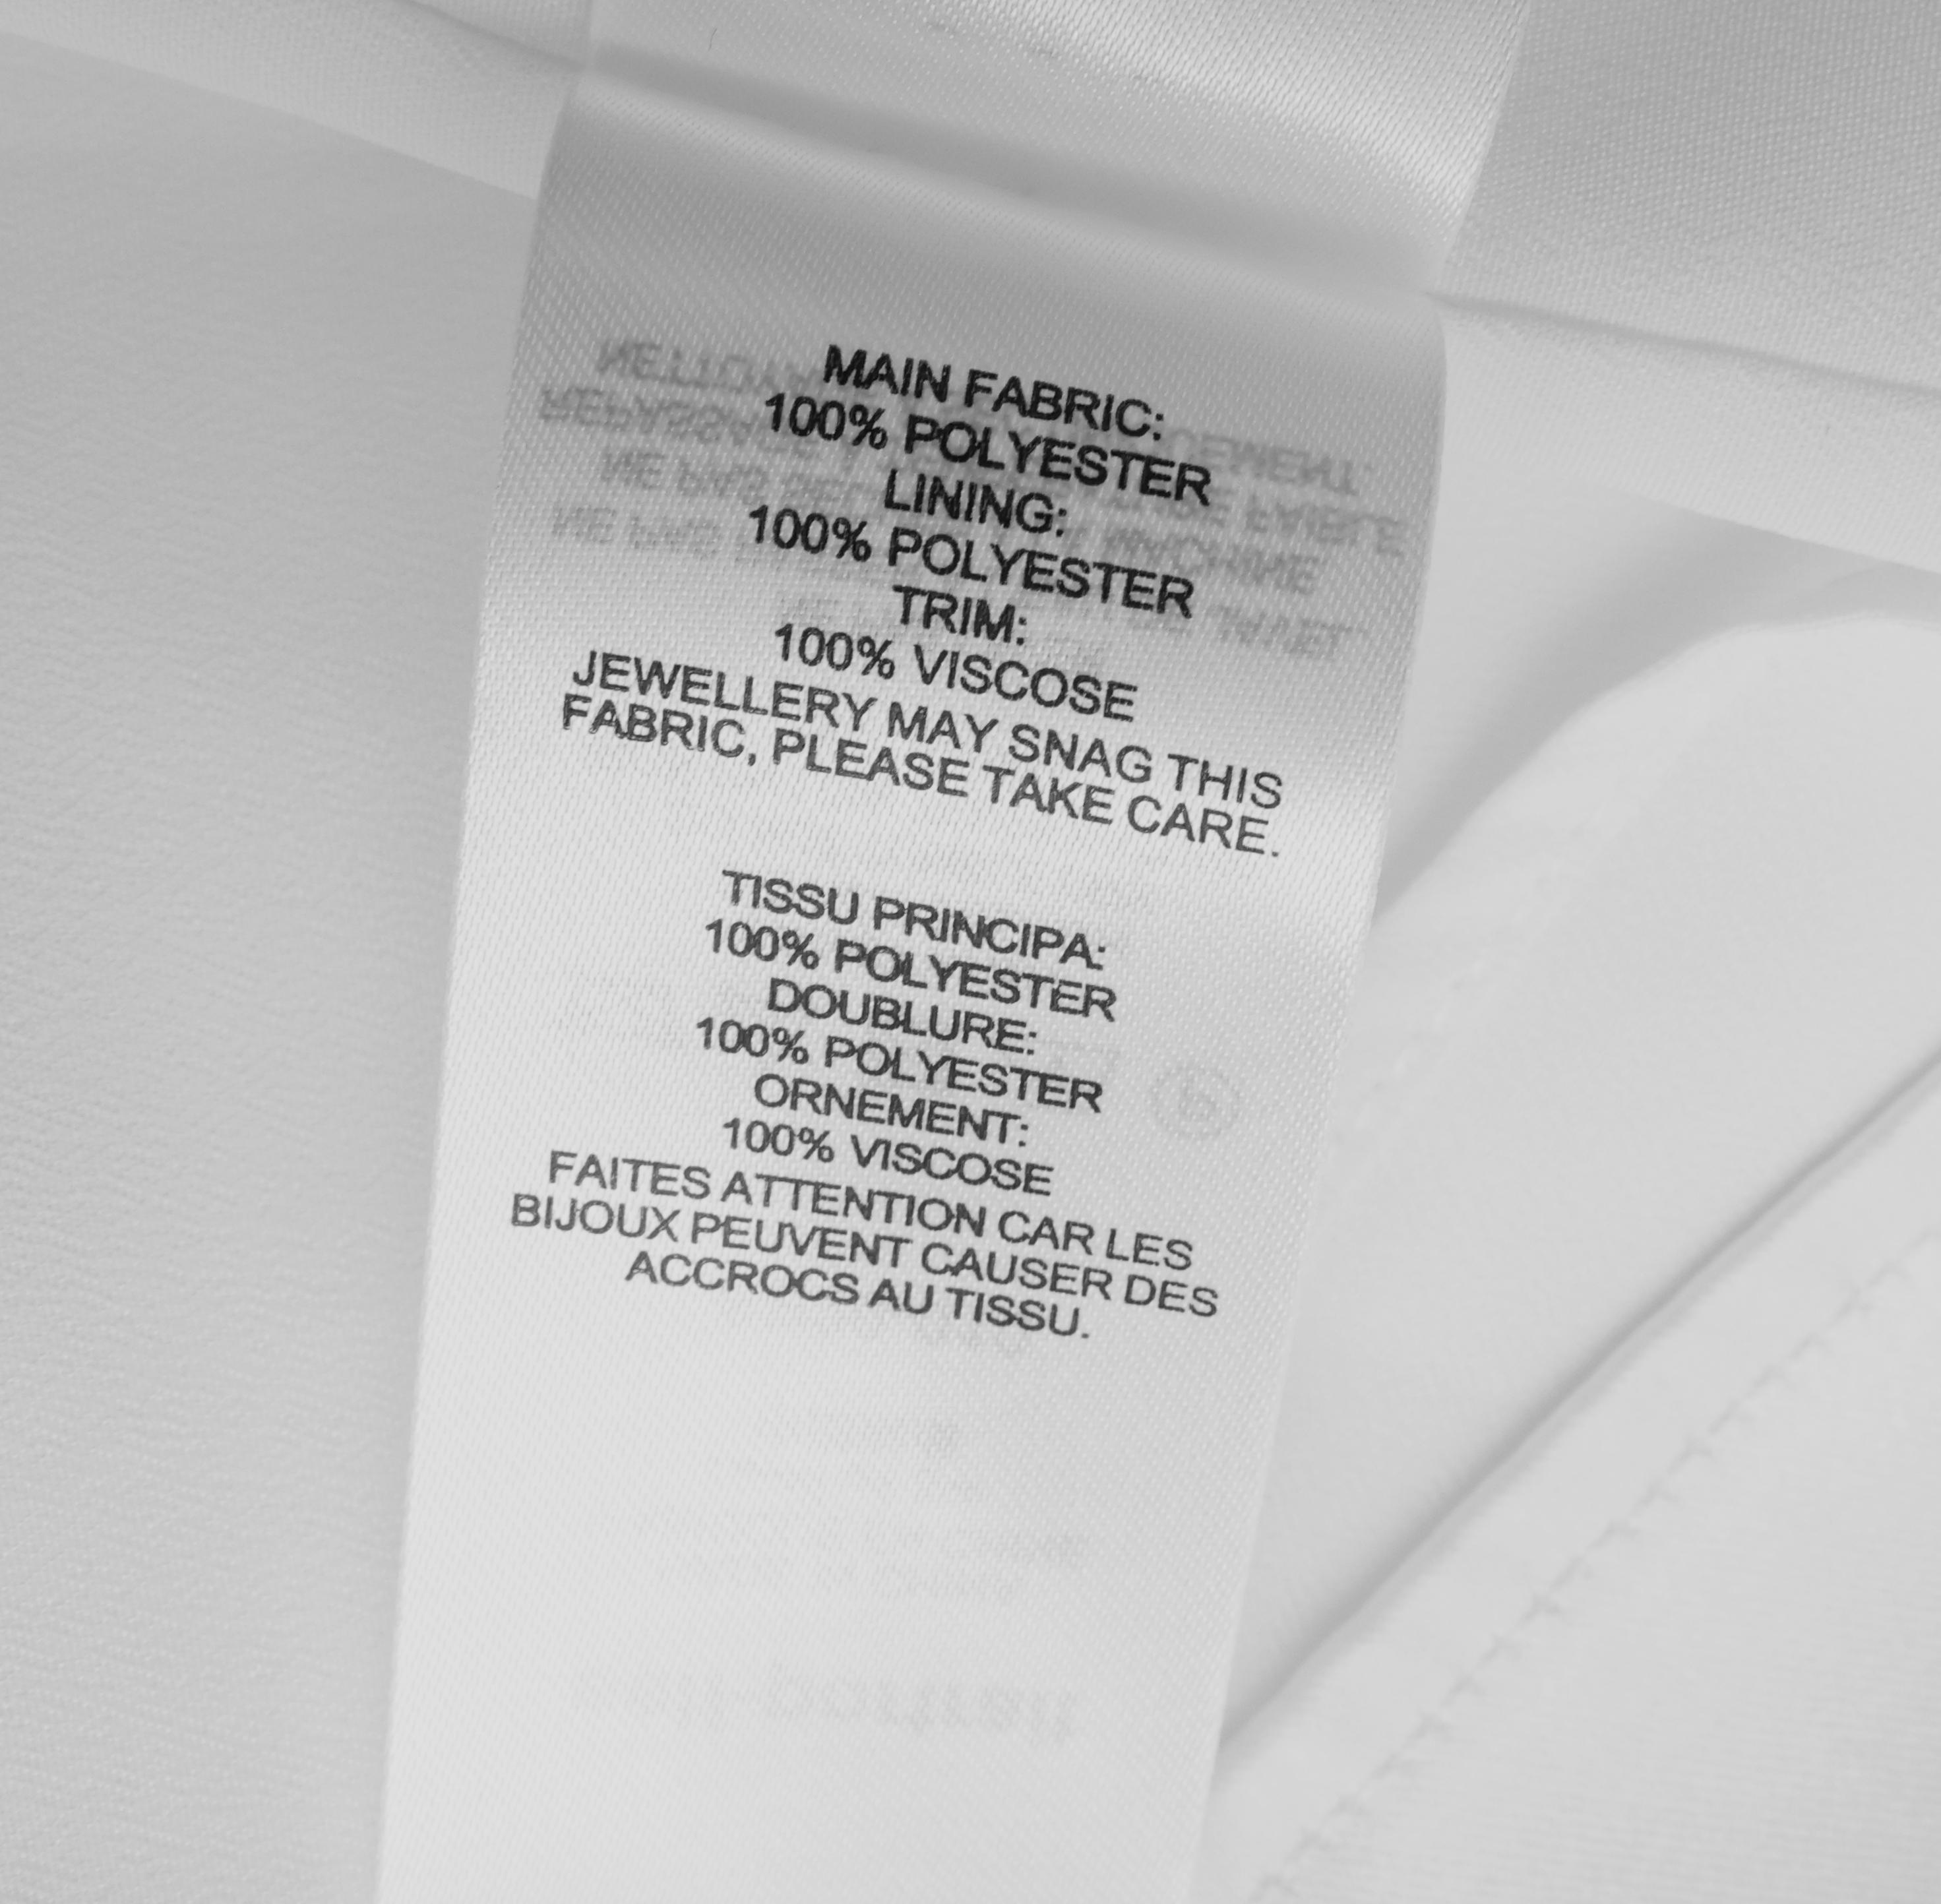 MAIN FABRIC:
100% POLYESTER
LINING:
100% POLYESTER
TRIM:
100% VISCOSE
JEWELLERY MAY SNAG THIS
FABRIC, PLEASE TAKE CARE.
TISSU PRINCIPA:
100% POLYESTER
DOUBLURE:
100% POLYESTER
ORNEMENT:
100% VISCOSE
FAITES ATTENTION CAR LES
BIJOUX PEUVENT CAUSER DES
ACCROCS AU TISSU.